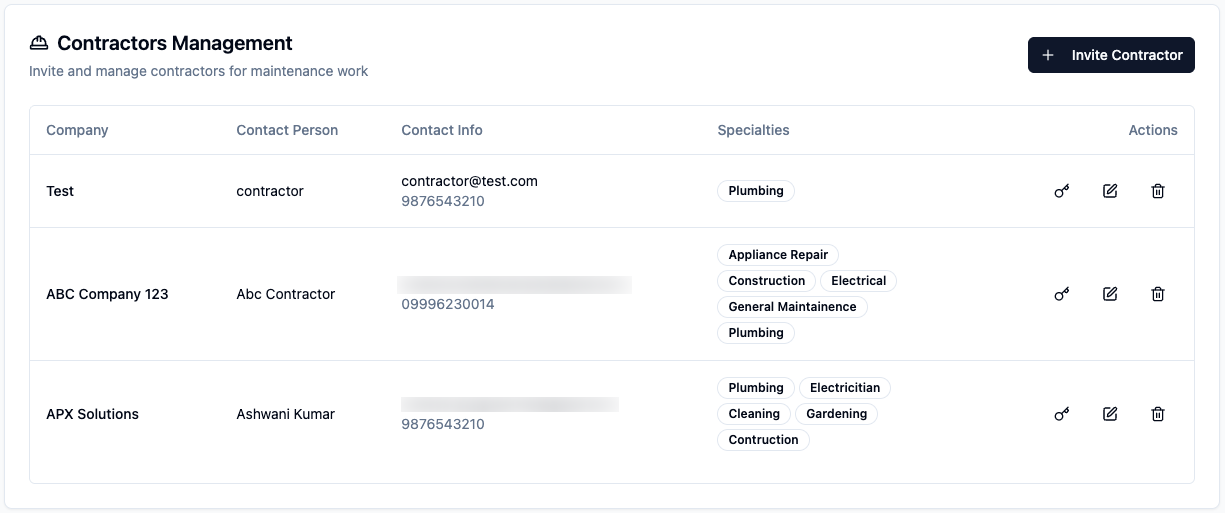 Contractors Management
Invite and manage contractors for maintenance work
+ Invite Contractor
Company Contact Person Contact Info Specialties Actions
Test contractor contractor@test.com
9876543210
Plumbing
ABC Company 123 Abc Contractor
09996230014
Appliance Repair
Construction Electrical
General Maintainence
Plumbing
APX Solutions Ashwani Kumar
9876543210
Plumbing Electricitian
Cleaning Gardening
Contruction